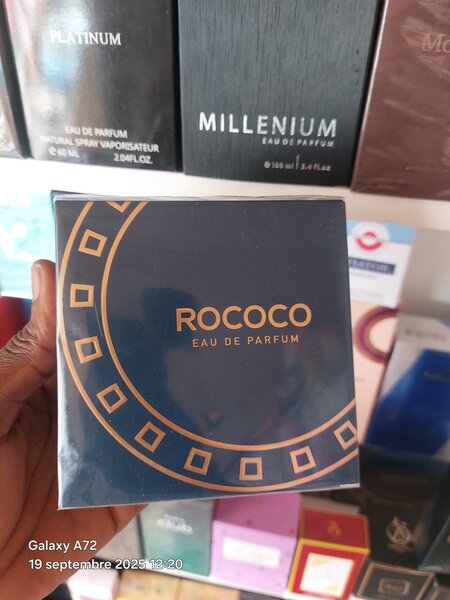 PLATINUM
EAU DE PARFUM
NATURAL SPRAY VAPORISATEUR
℮ 60 ML 2.04FL.OZ.
MILLENIUM
EAU DE PARFUM
℮ 100 ml | 3.4 fl.oz
ROCOCO
EAU DE PARFUM
Galaxy A72
19 septembre 2025 12:20